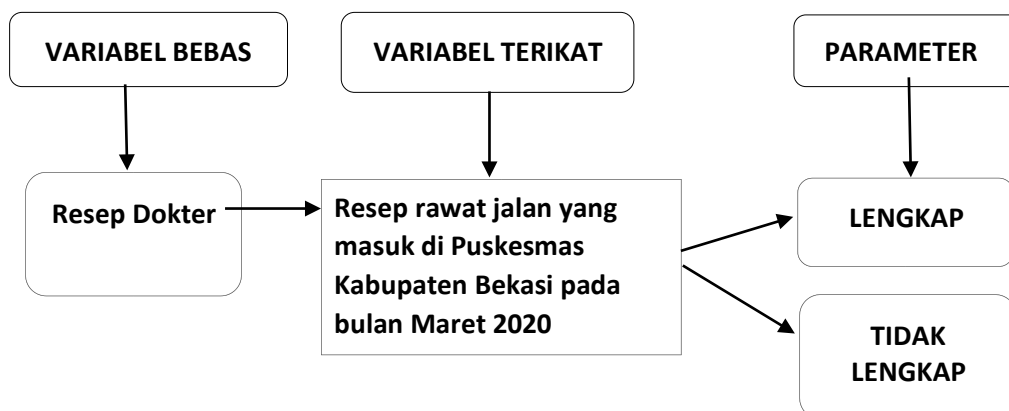 VARIABEL BEBAS
VARIABEL TERIKAT
PARAMETER
Resep Dokter
Resep rawat jalan yang
masuk di Puskesmas
Kabupaten Bekasi pada
bulan Maret 2020
LENGKAP
TIDAK
LENGKAP